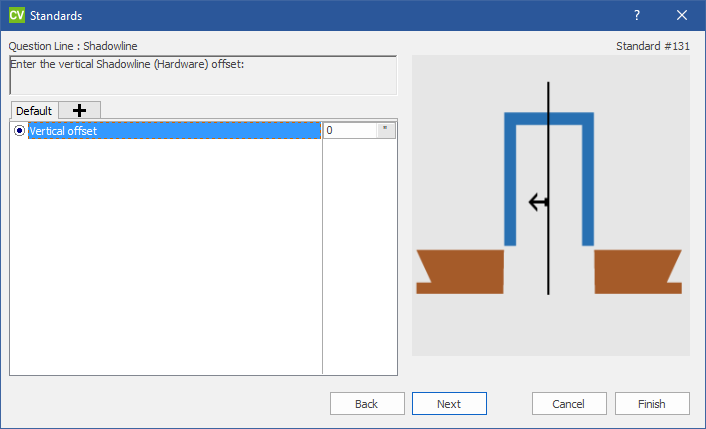 CV Standards ?
Question Line : Shadowline Standard #131
Enter the vertical Shadowline (Hardware) offset:
Default
Vertical offset 0 "
Back Next Cancel Finish